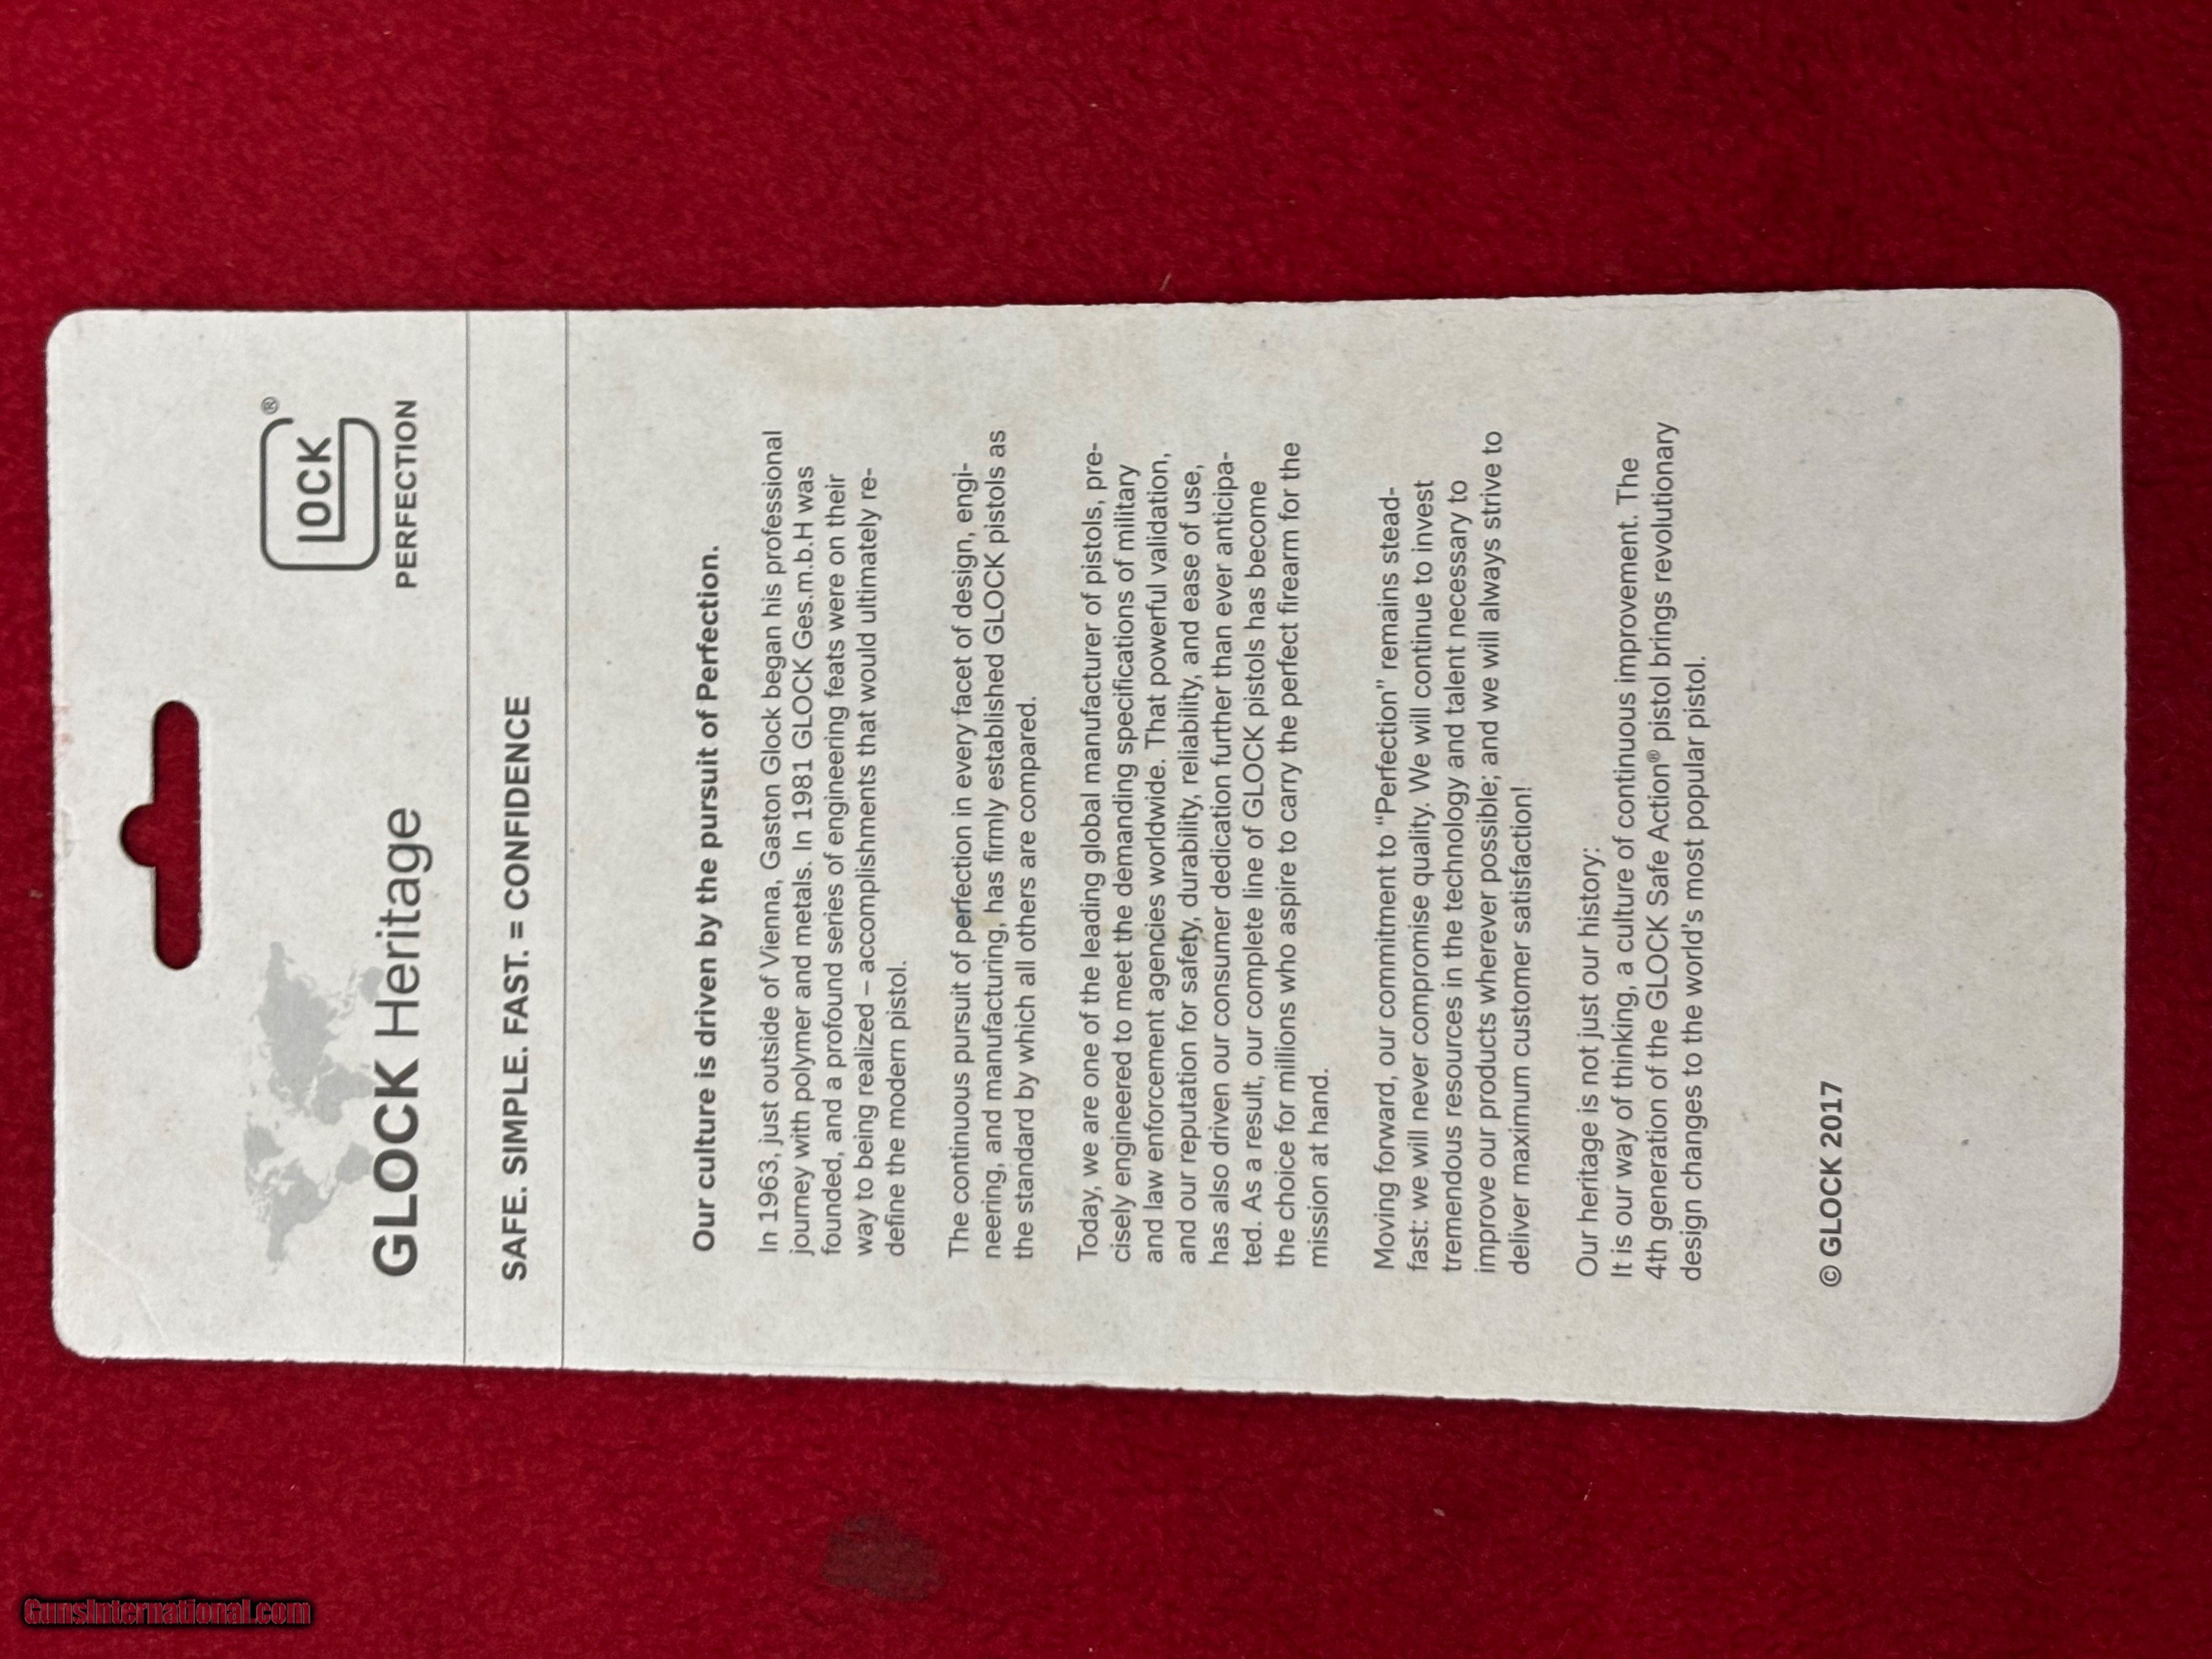 GLOCK Heritage
GLOCK®
PERFECTION
SAFE. SIMPLE. FAST. = CONFIDENCE
Our culture is driven by the pursuit of Perfection.
In 1963, just outside of Vienna, Gaston Glock began his professional
journey with polymer and metals. In 1981 GLOCK Ges.m.b.H was
founded, and a profound series of engineering feats were on their
way to being realized – accomplishments that would ultimately re-
define the modern pistol.
The continuous pursuit of perfection in every facet of design, engi-
neering, and manufacturing, has firmly established GLOCK pistols as
the standard by which all others are compared.
Today, we are one of the leading global manufacturer of pistols, pre-
cisely engineered to meet the demanding specifications of military
and law enforcement agencies worldwide. That powerful validation,
and our reputation for safety, durability, reliability, and ease of use,
has also driven our consumer dedication further than ever anticipa-
ted. As a result, our complete line of GLOCK pistols has become
the choice for millions who aspire to carry the perfect firearm for the
mission at hand.
Moving forward, our commitment to “Perfection” remains stead-
fast: we will never compromise quality. We will continue to invest
tremendous resources in the technology and talent necessary to
improve our products wherever possible; and we will always strive to
deliver maximum customer satisfaction!
Our heritage is not just our history:
It is our way of thinking, a culture of continuous improvement. The
4th generation of the GLOCK Safe Action® pistol brings revolutionary
design changes to the world’s most popular pistol.
© GLOCK 2017
GunsInternational.com